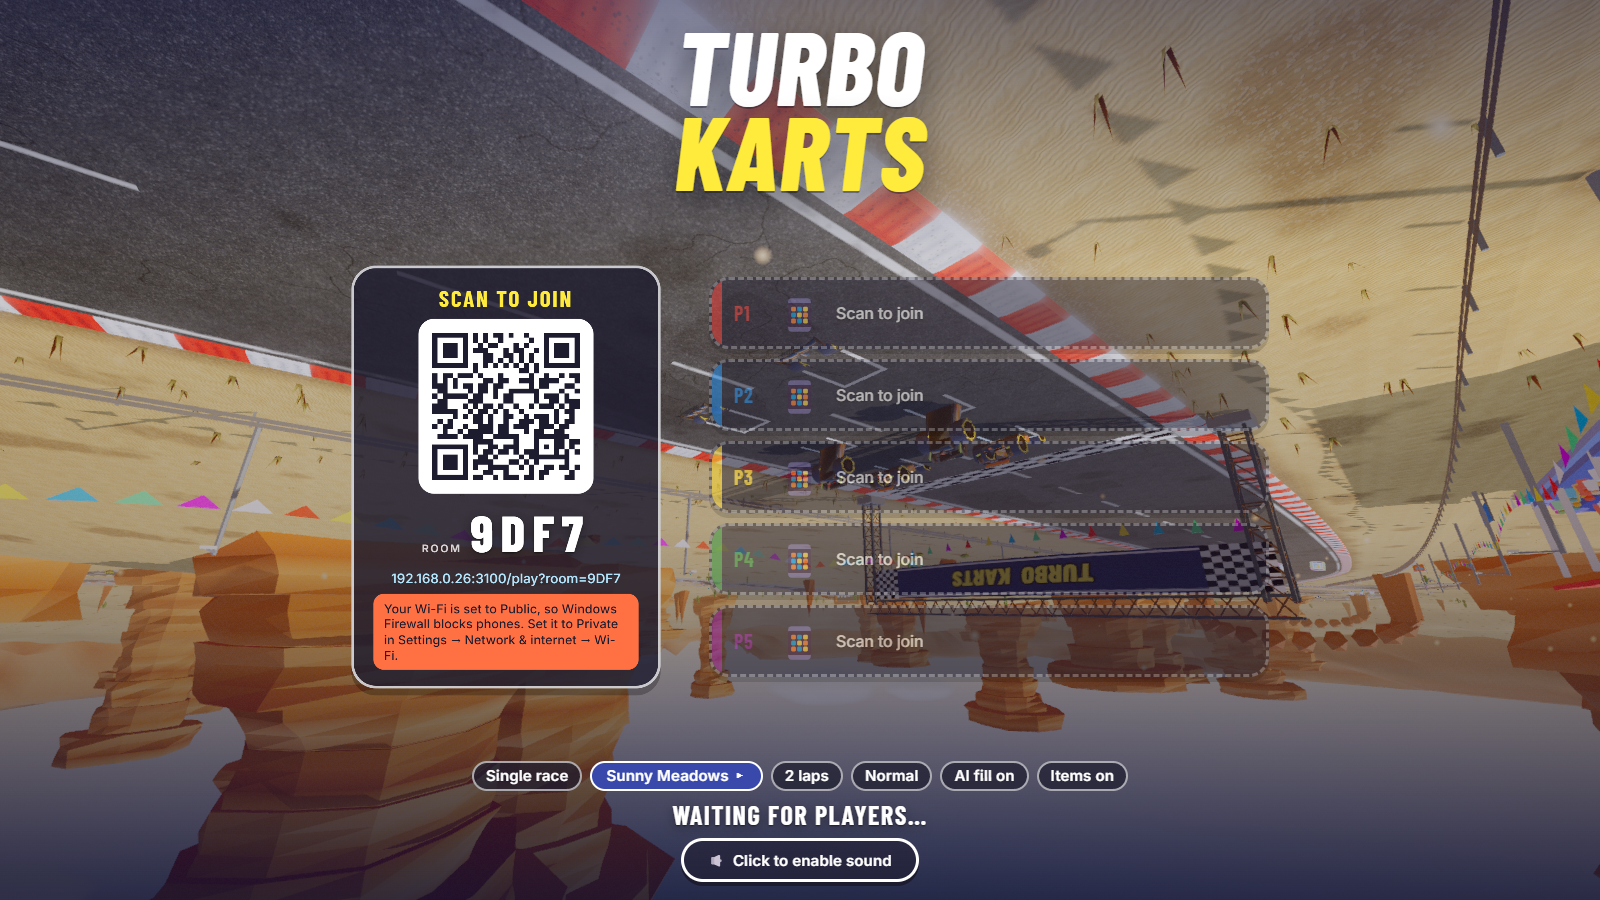 TURBO
KARTS
SCAN TO JOIN
ROOM 9DF7
192.168.0.26:3100/play?room=9DF7
Your Wi-Fi is set to Public, so Windows
Firewall blocks phones. Set it to Private
in Settings → Network & internet → Wi-
Fi.
P1 Scan to join
P2 Scan to join
P3 Scan to join
P4 Scan to join
TURBO KARTS
P5 Scan to join
Single race
Sunny Meadows ▸
2 laps
Normal
AI fill on
Items on
WAITING FOR PLAYERS...
Click to enable sound